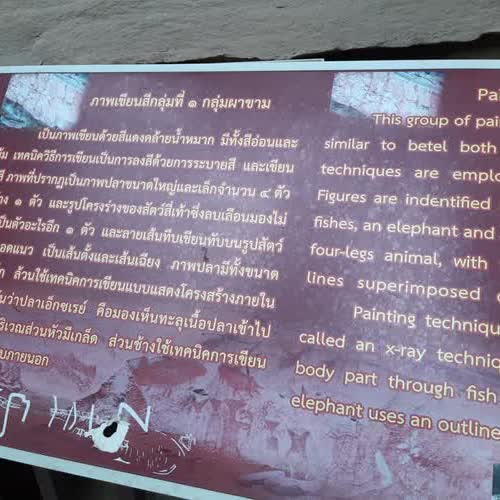 ภาพเขียนสีกลุ่มที่ ๑ กลุ่มผาขาม
เป็นภาพเขียนด้วยสีแดงคล้ายน้ำหมาก มีทั้งสีอ่อนและ
เทคนิควิธีการเขียนเป็นการลงสีด้วยการระบายสี และเขียน
ภาพที่ปรากฏเป็นภาพปลาขนาดใหญ่และเล็กจำนวน ๔ ตัว
๑ ตัว และรูปโครงร่างของสัตว์สี่เท้าซึ่งลบเลือนมองไม่
เป็นตัวอะไรอีก ๑ ตัว และลายเส้นทึบเขียนทับบนรูปสัตว์
เป็นเส้นตั้งและเส้นเฉียง ภาพปลามีทั้งขนาด
ล้วนใช้เทคนิคการเขียนแบบแสดงโครงสร้างภายใน
ว่าปลาเอ็กซเรย์ คือมองเห็นทะลุเนื้อปลาเข้าไป
ส่วนหัวมีเกล็ด ส่วนช้างใช้เทคนิคการเขียน
ภายนอก
This group of
similar to betel both
techniques are
Figures are indentified
fishes, an elephant and
four-legs animal, with
lines superimposed
Painting
called an x-ray
body part through fish
elephant uses an outline